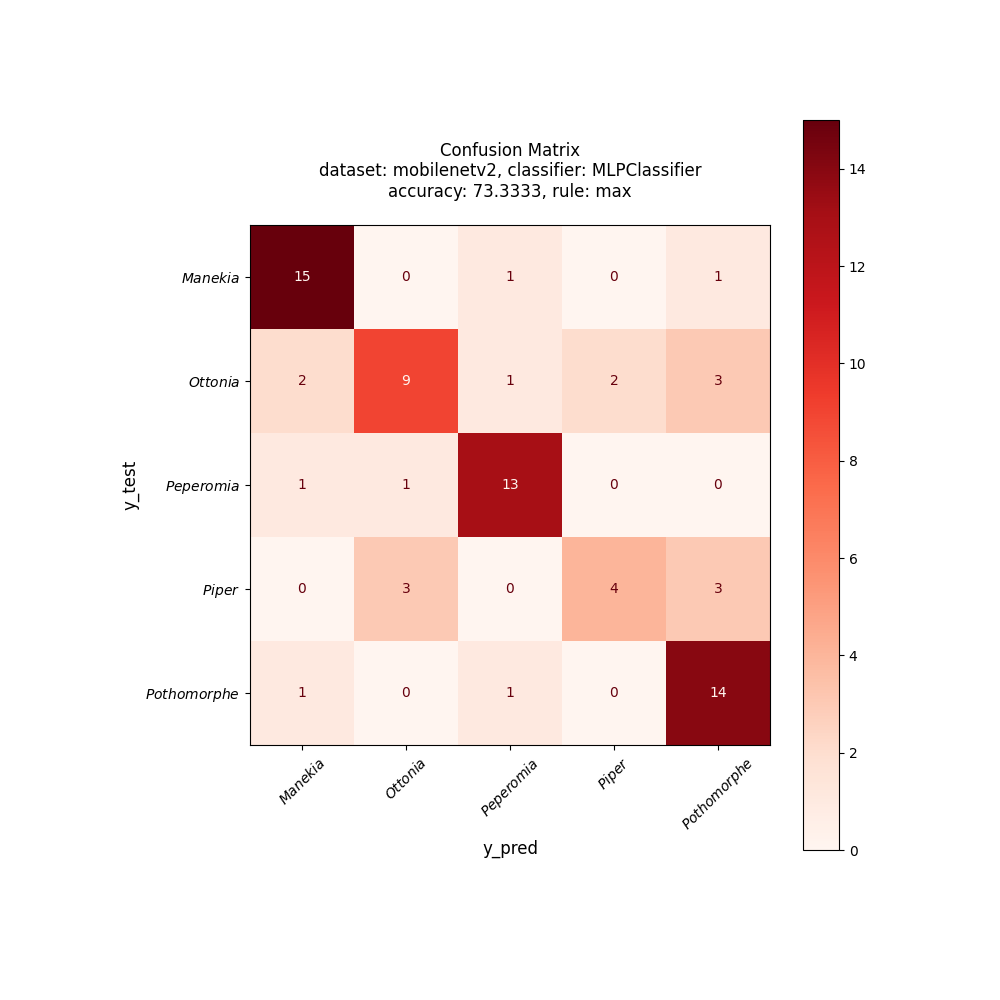 Confusion Matrix
dataset: mobilenetv2, classifier: MLPClassifier
accuracy: 73.3333, rule: max
Manekia 15 0 1 0 1
Ottonia 2 9 1 2 3
Peperomia 1 1 13 0 0
Piper 0 3 0 4 3
Pothomorphe 1 0 1 0 14
Manekia Ottonia Peperomia Piper Pothomorphe
y_pred
y_test
14
12
10
8
6
4
2
0